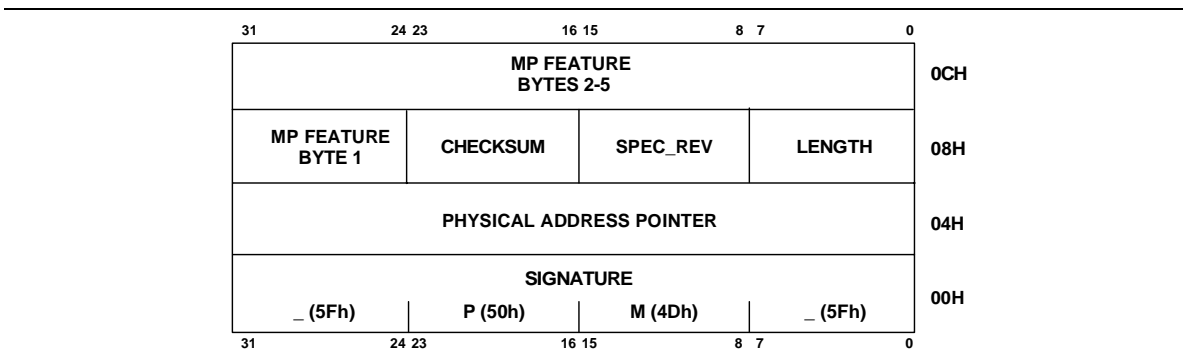 31 24 23 16 15 8 7 0
MP FEATURE
BYTES 2-5
0CH
MP FEATURE
BYTE 1
CHECKSUM
SPEC_REV
LENGTH
08H
PHYSICAL ADDRESS POINTER
04H
SIGNATURE
00H
_ (5Fh) P (50h) M (4Dh) _ (5Fh)
31 24 23 16 15 8 7 0